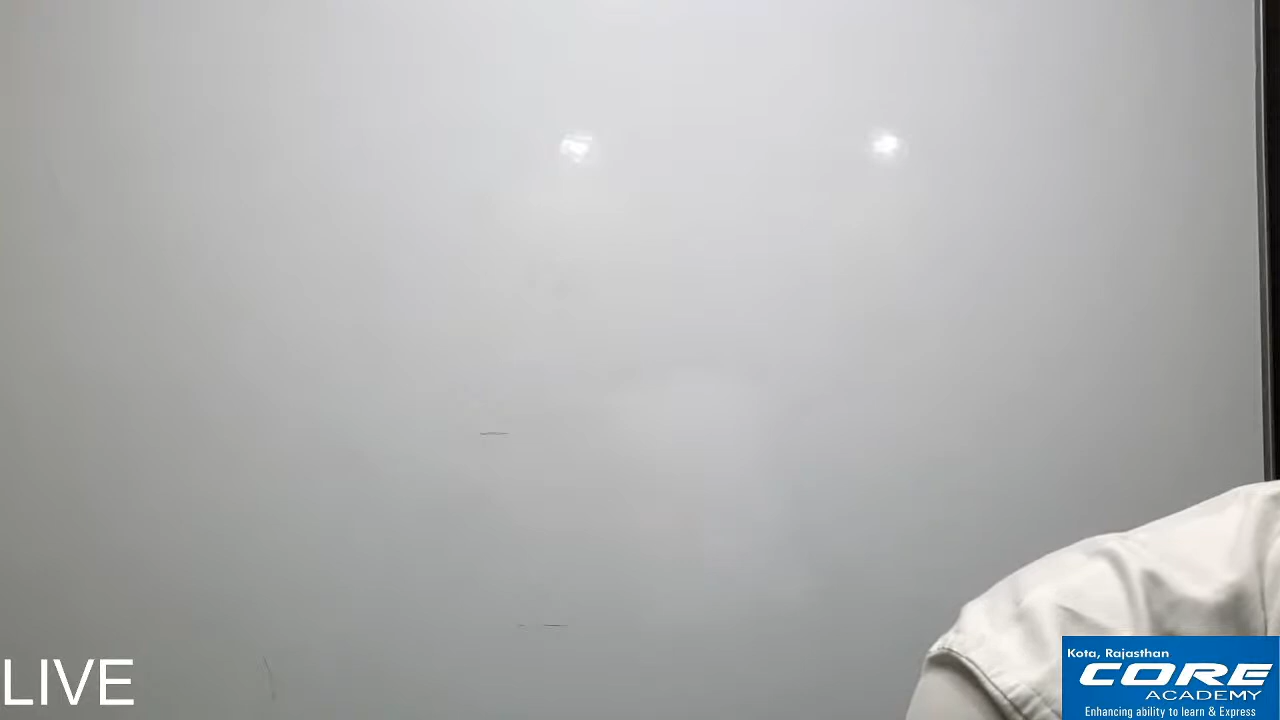 LIVE
Kota, Rajasthan
CORE
ACADEMY
Enhancing ability to learn & Express